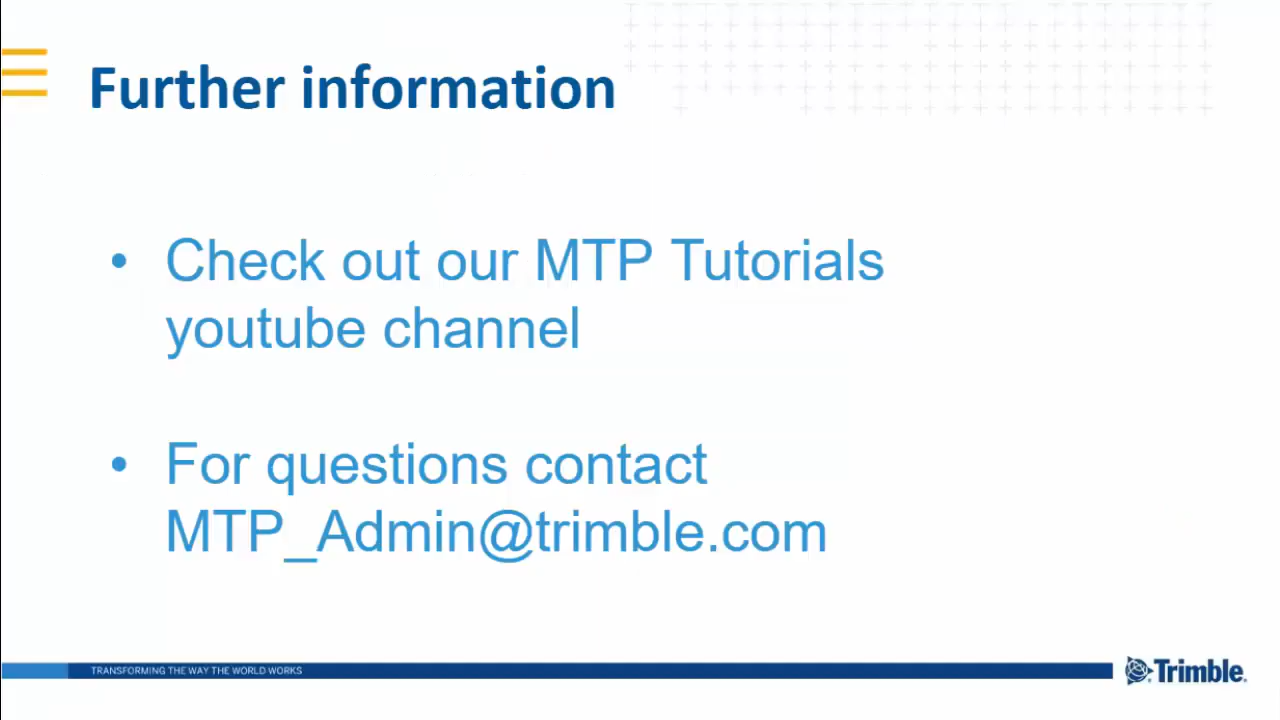 Further information
• Check out our MTP Tutorials
youtube channel
• For questions contact
MTP_Admin@trimble.com
TRANSFORMING THE WAY THE WORLD WORKS
Trimble.